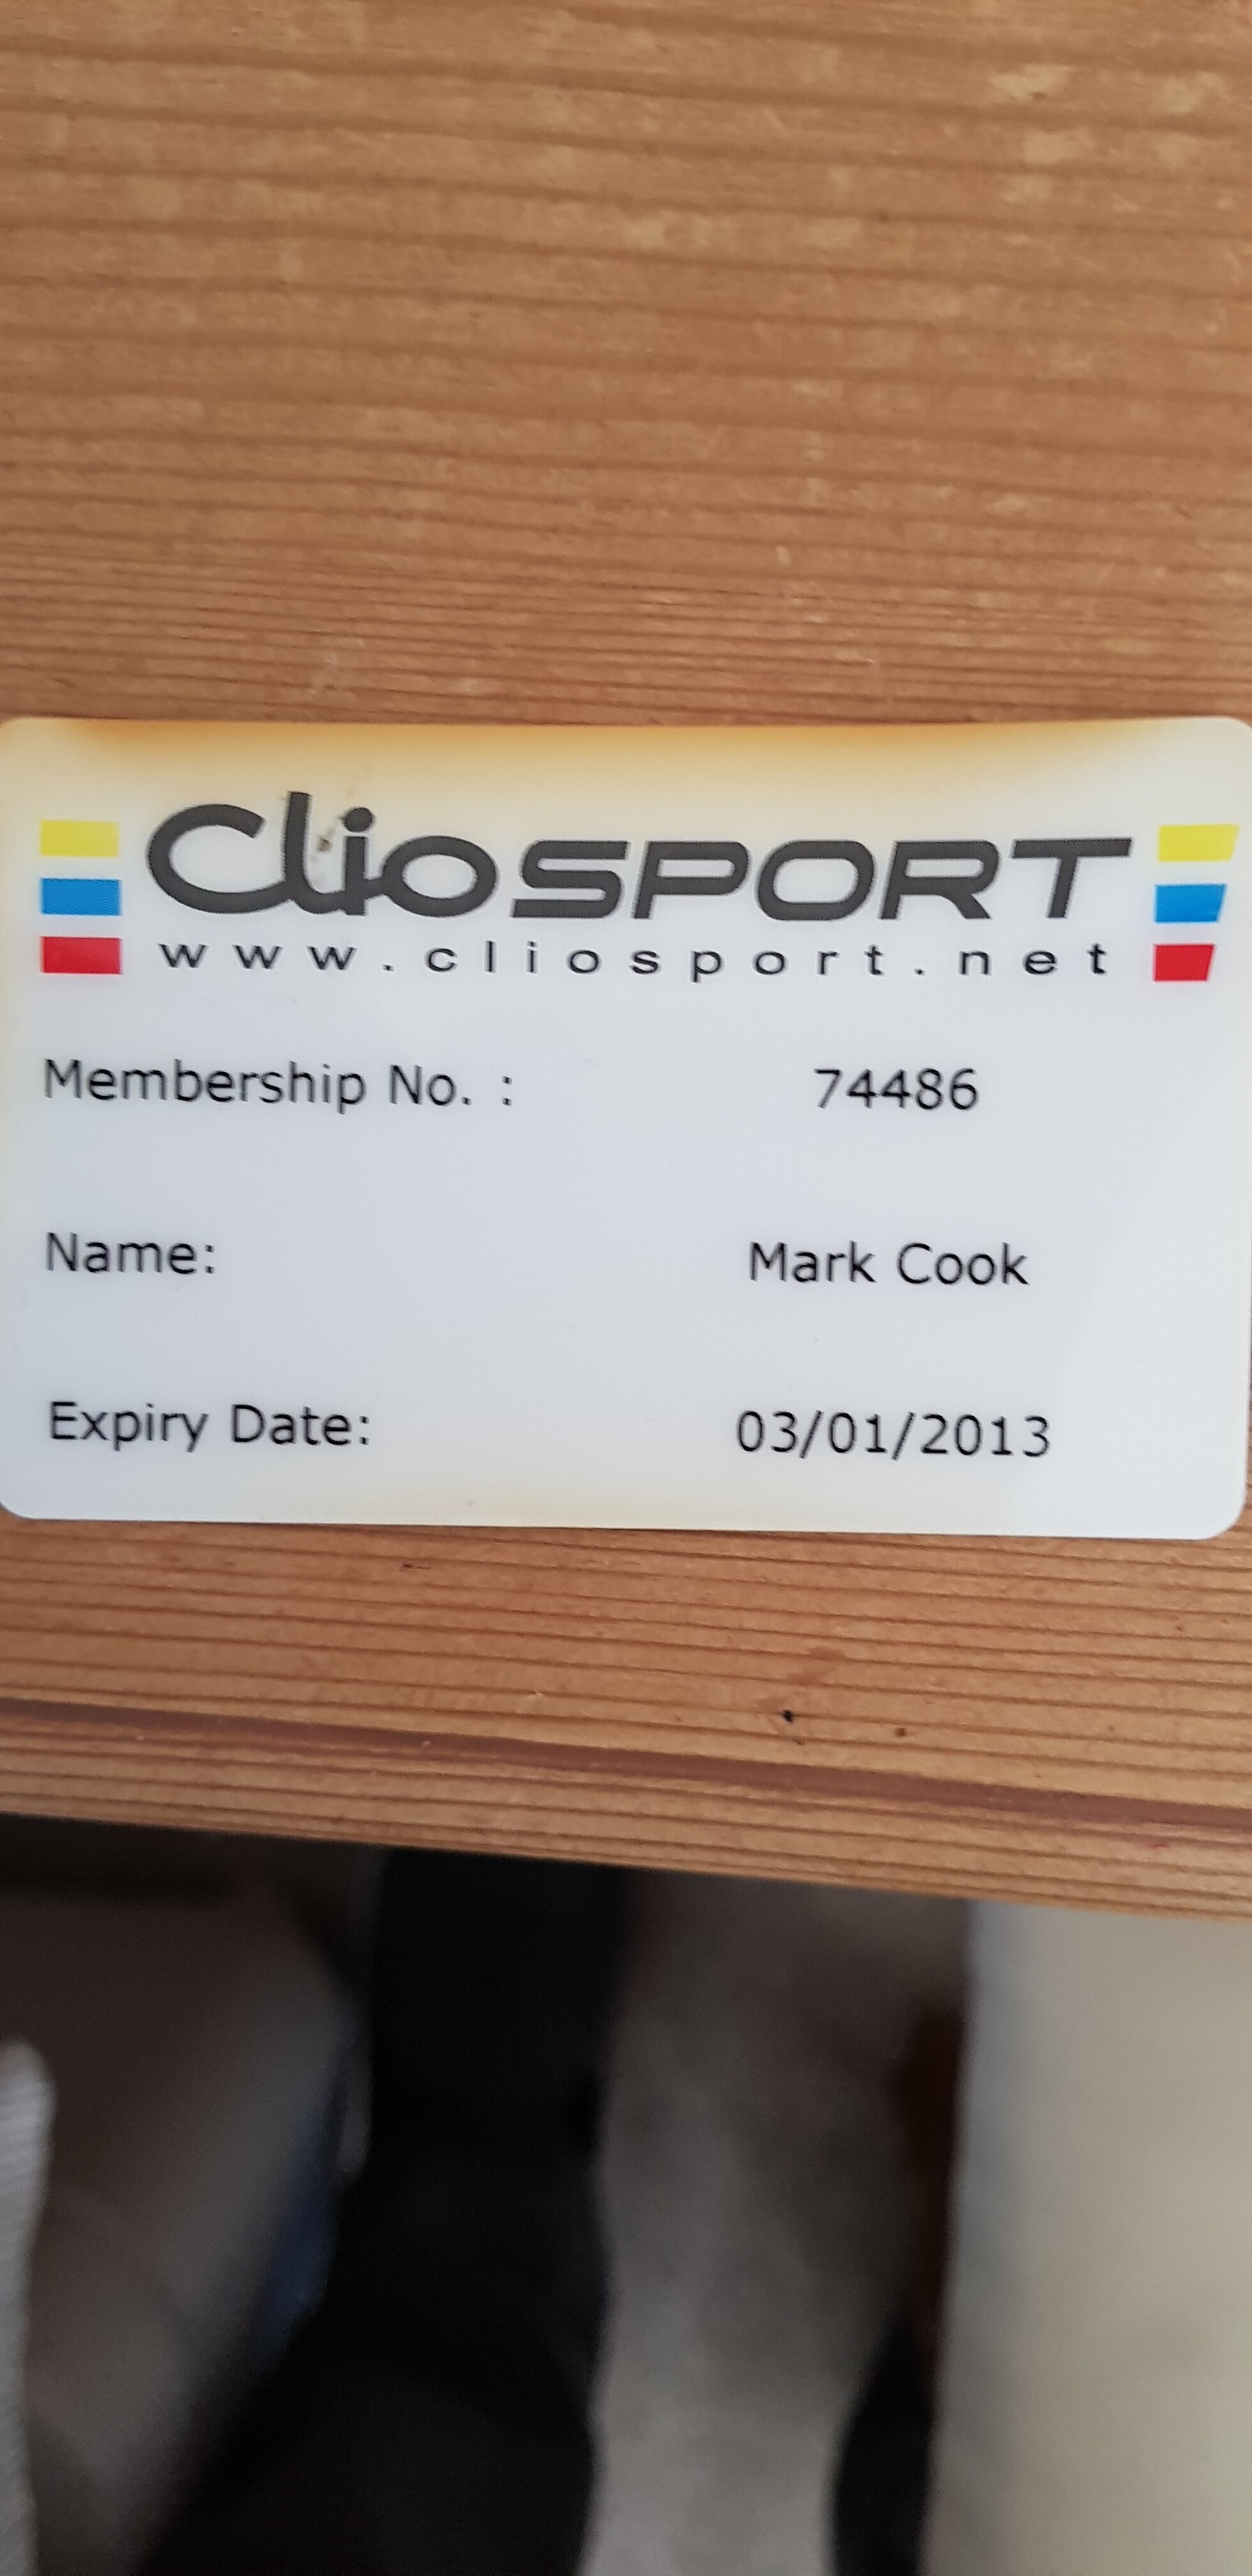 ClioSPORT
www.cliosport.net
Membership No. : 74486
Name: Mark Cook
Expiry Date: 03/01/2013